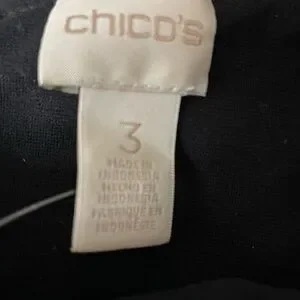 chico's
3
MADE IN
INDONESIA
HECHO EN
INDONESIA
FABRIQUE EN
INDONESIE